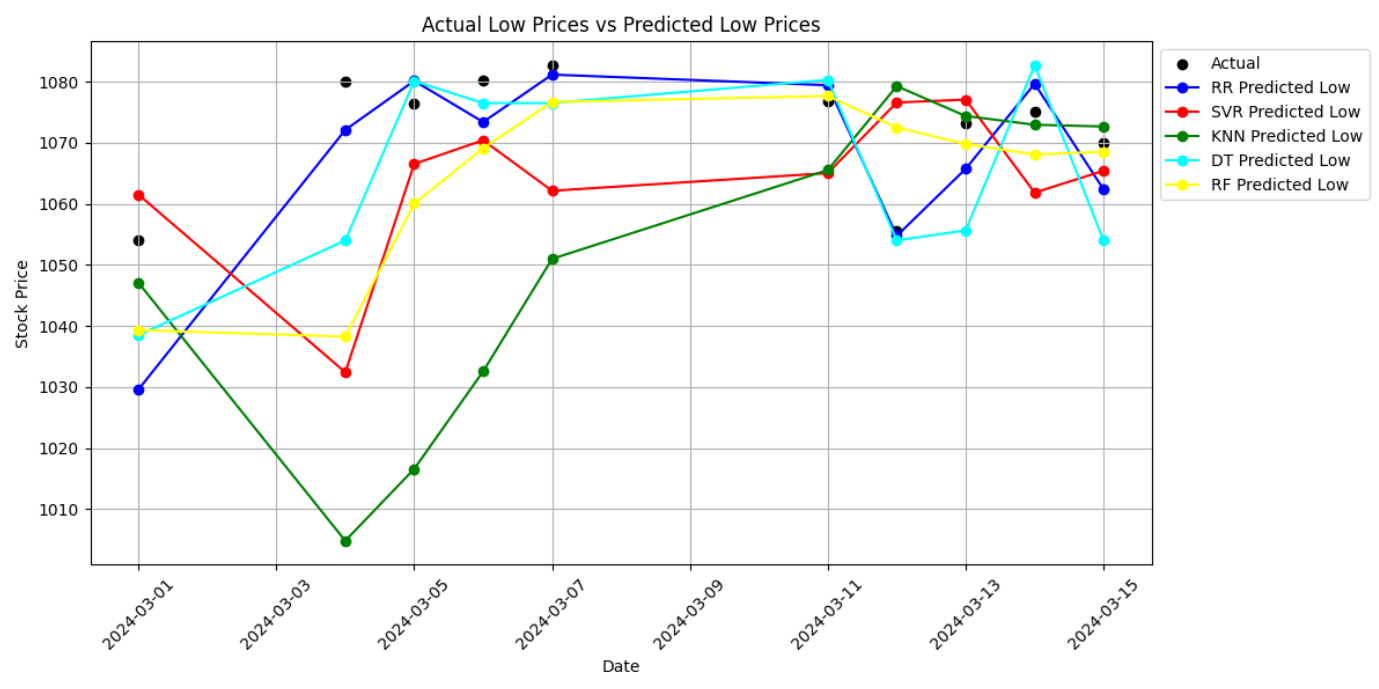 Actual Low Prices vs Predicted Low Prices
Actual
RR Predicted Low
SVR Predicted Low
KNN Predicted Low
DT Predicted Low
RF Predicted Low
Stock Price
1080
1070
1060
1050
1040
1030
1020
1010
2024-03-01
2024-03-03
2024-03-05
2024-03-07
2024-03-09
2024-03-11
2024-03-13
2024-03-15
Date